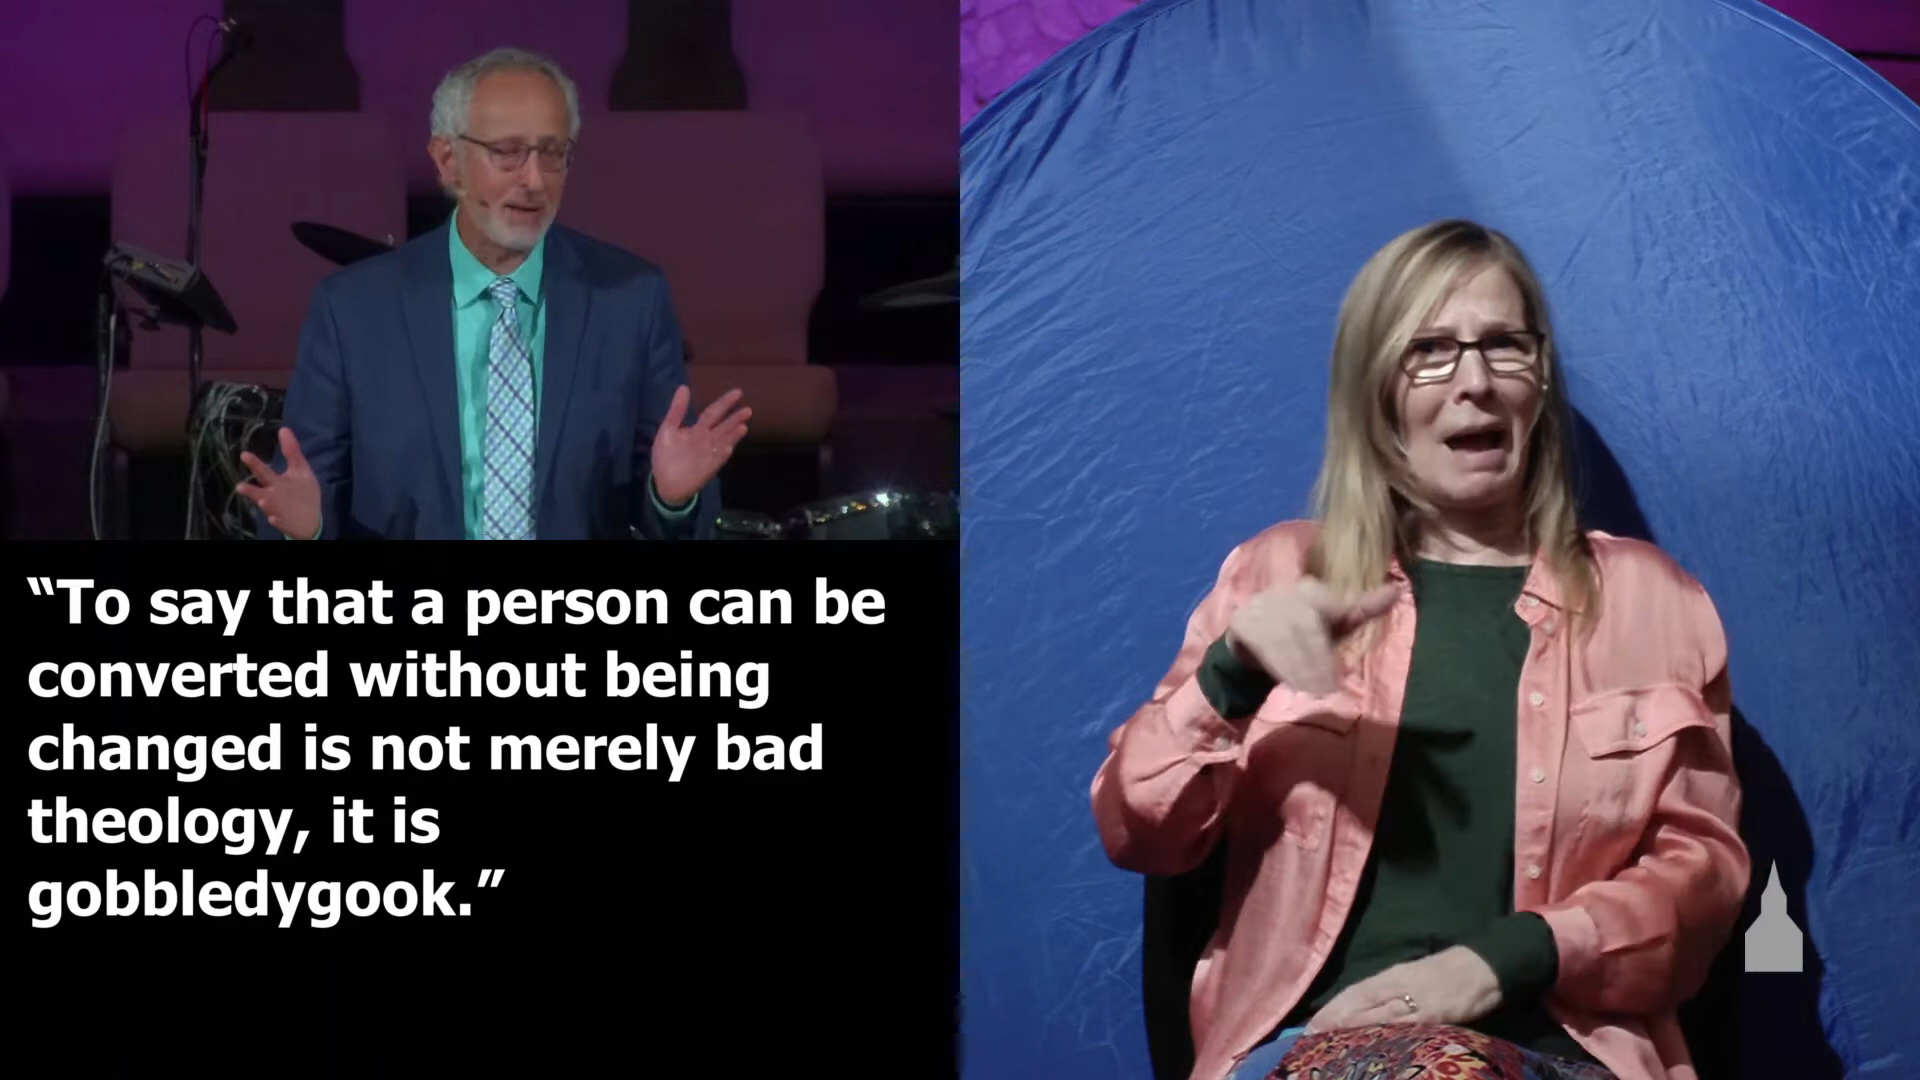 “To say that a person can be
converted without being
changed is not merely bad
theology, it is
gobbledygook.”